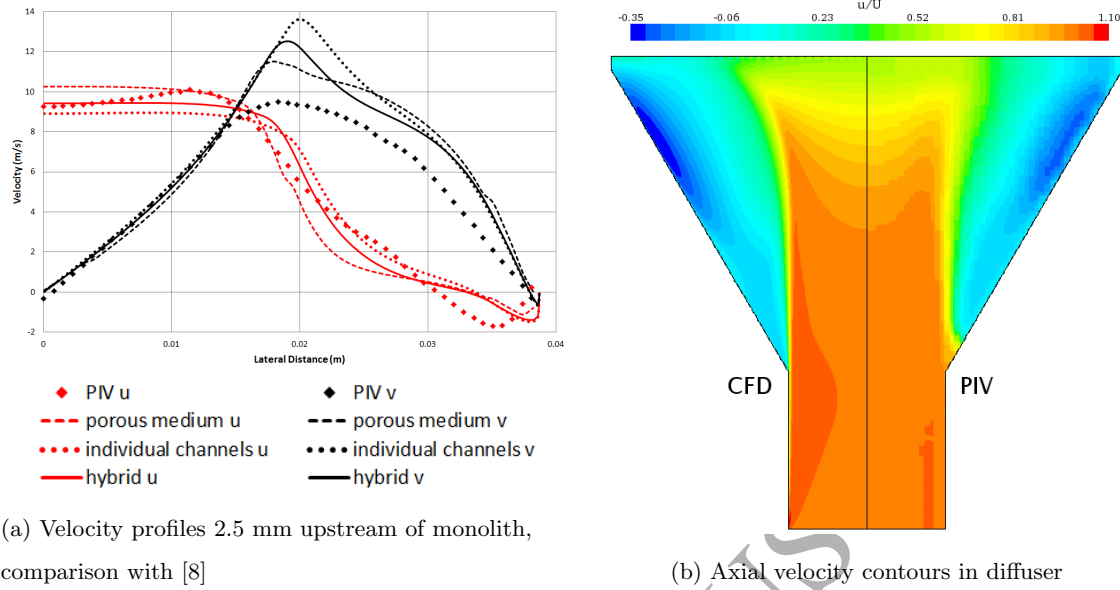 14
12
10
8
6
4
2
0
-2
Velocity (m/s)
0 0.01 0.02 0.03 0.04
Lateral Distance (m)
PIV u PIV v
porous medium u porous medium v
individual channels u individual channels v
hybrid u hybrid v
(a) Velocity profiles 2.5 mm upstream of monolith,
comparison with [8]
u/U
-0.35 -0.06 0.23 0.52 0.81 1.10
CFD PIV
(b) Axial velocity contours in diffuser